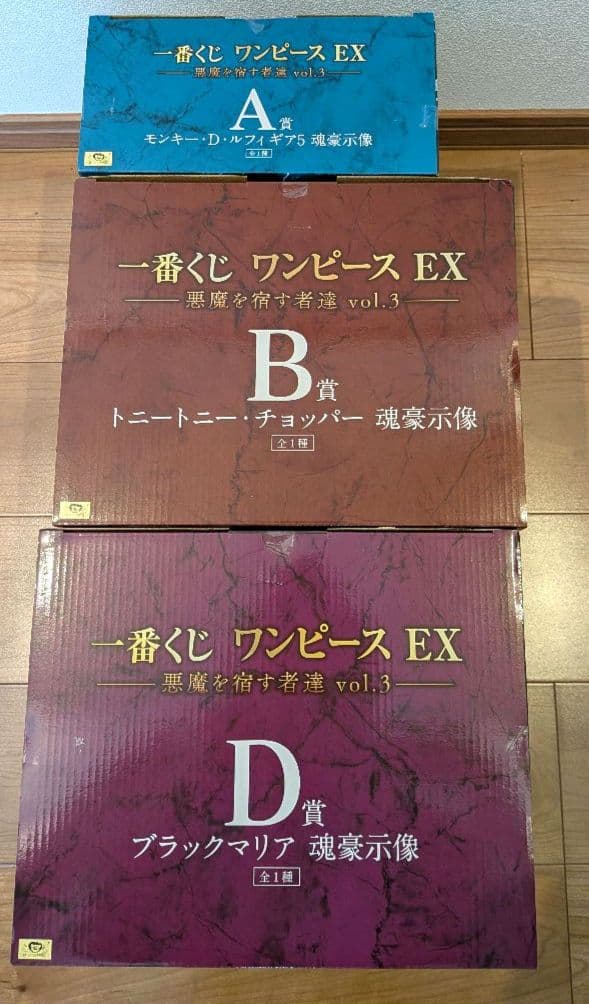 一番くじ ワンピース EX
悪魔を宿す者達 vol.3
A賞
モンキー・D・ルフィ ギア5 魂豪示像
全1種
一番くじ ワンピース EX
悪魔を宿す者達 vol.3
B賞
トニートニー・チョッパー 魂豪示像
全1種
一番くじ ワンピース EX
悪魔を宿す者達 vol.3
D賞
ブラックマリア 魂豪示像
全1種